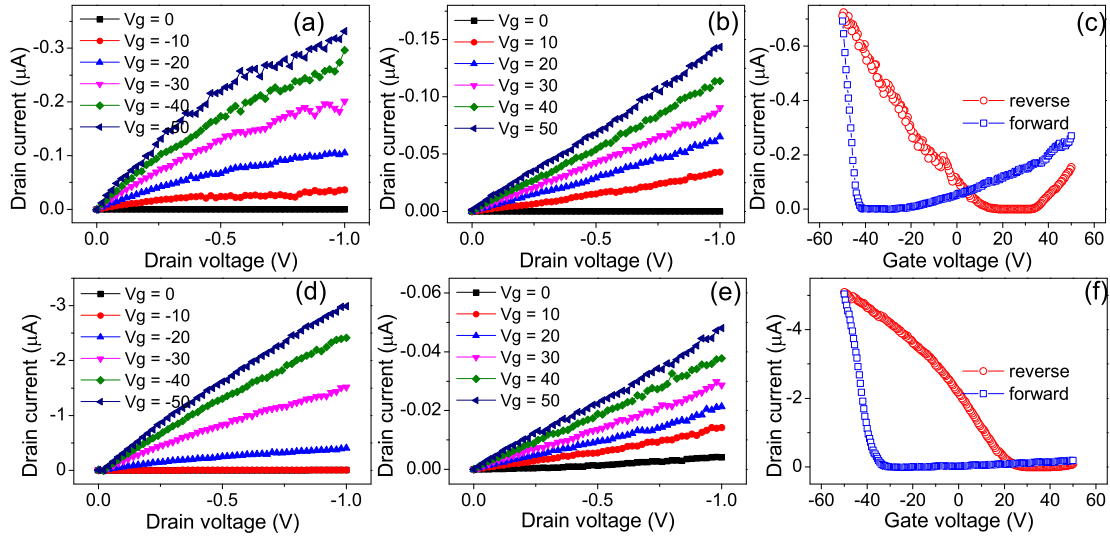 (a)
Vg = 0
Vg = -10
Vg = -20
Vg = -30
Vg = -40
Vg = -50
-0.3
-0.2
-0.1
0.0
Drain current (μA)
0.0 -0.5 -1.0
Drain voltage (V)
(b)
Vg = 0
Vg = 10
Vg = 20
Vg = 30
Vg = 40
Vg = 50
-0.15
-0.10
-0.05
0.00
Drain current (μA)
0.0 -0.5 -1.0
Drain voltage (V)
(c)
reverse
forward
-0.6
-0.4
-0.2
0.0
Drain current (μA)
-60 -40 -20 0 20 40 60
Gate voltage (V)
(d)
Vg = 0
Vg = -10
Vg = -20
Vg = -30
Vg = -40
Vg = -50
-3
-2
-1
0
Drain current (μA)
0.0 -0.5 -1.0
Drain voltage (V)
(e)
Vg = 0
Vg = 10
Vg = 20
Vg = 30
Vg = 40
Vg = 50
-0.06
-0.04
-0.02
0.00
Drain current (μA)
0.0 -0.5 -1.0
Drain voltage (V)
(f)
reverse
forward
-4
-2
0
Drain current (μA)
-60 -40 -20 0 20 40 60
Gate voltage (V)